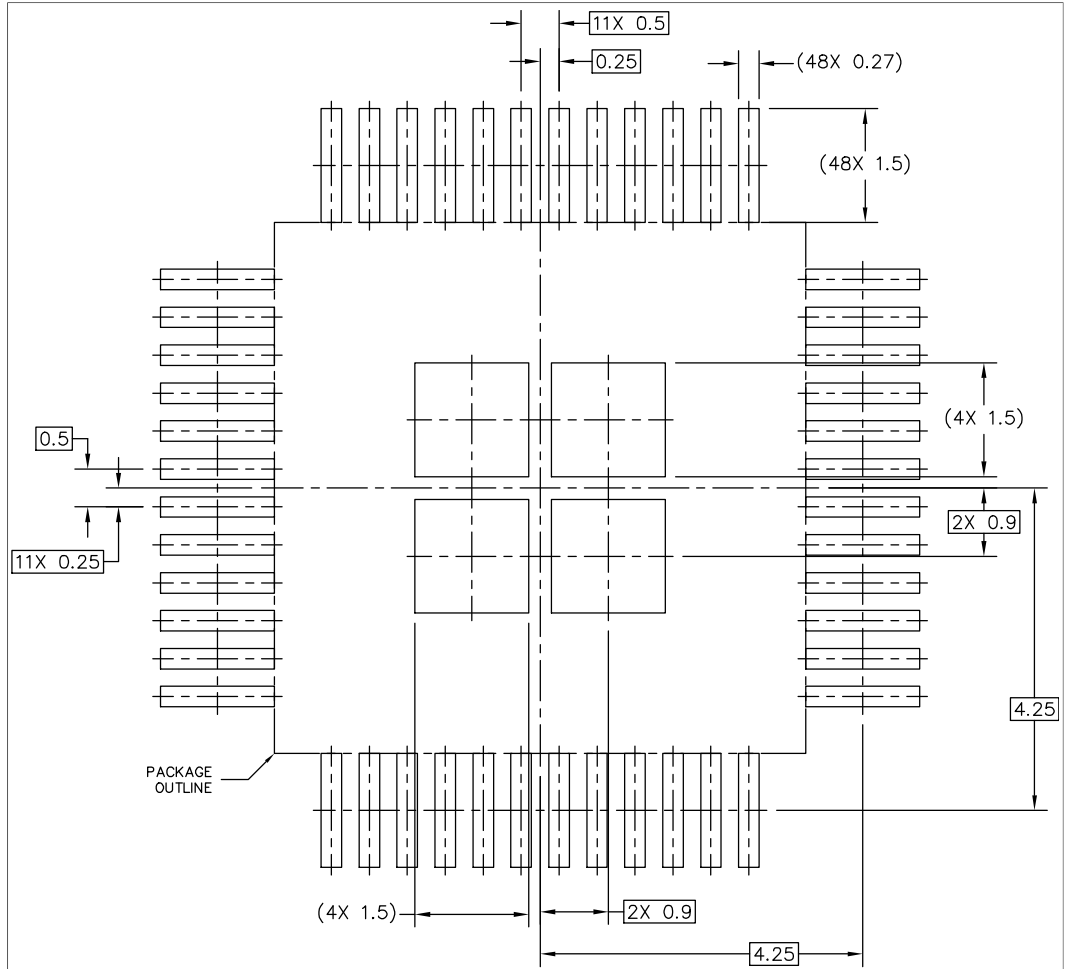 11X 0.5
0.25
(48X 0.27)
(48X 1.5)
(4X 1.5)
0.5
2X 0.9
11X 0.25
4.25
PACKAGE
OUTLINE
(4X 1.5)
2X 0.9
4.25